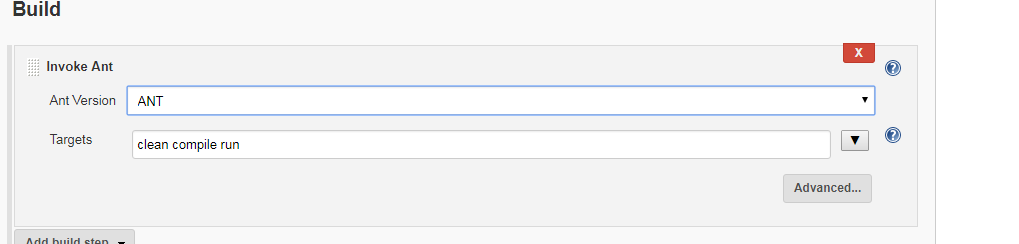 Build
X
Invoke Ant
?
Ant Version ANT
Targets clean compile run
?
Advanced...
Add build step